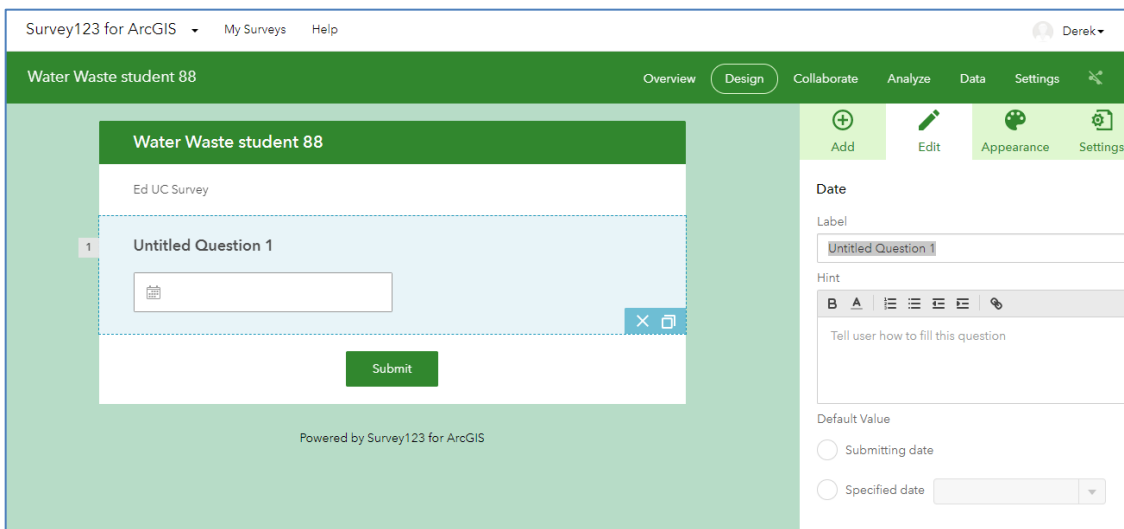 Survey123 for ArcGIS My Surveys Help Derek
Water Waste student 88 Overview Design Collaborate Analyze Data Settings
Add Edit Appearance Settings
Water Waste student 88
Ed UC Survey
1 Untitled Question 1
Submit
Powered by Survey123 for ArcGIS
Date
Label
Untitled Question 1
Hint
B A
Tell user how to fill this question
Default Value
Submitting date
Specified date